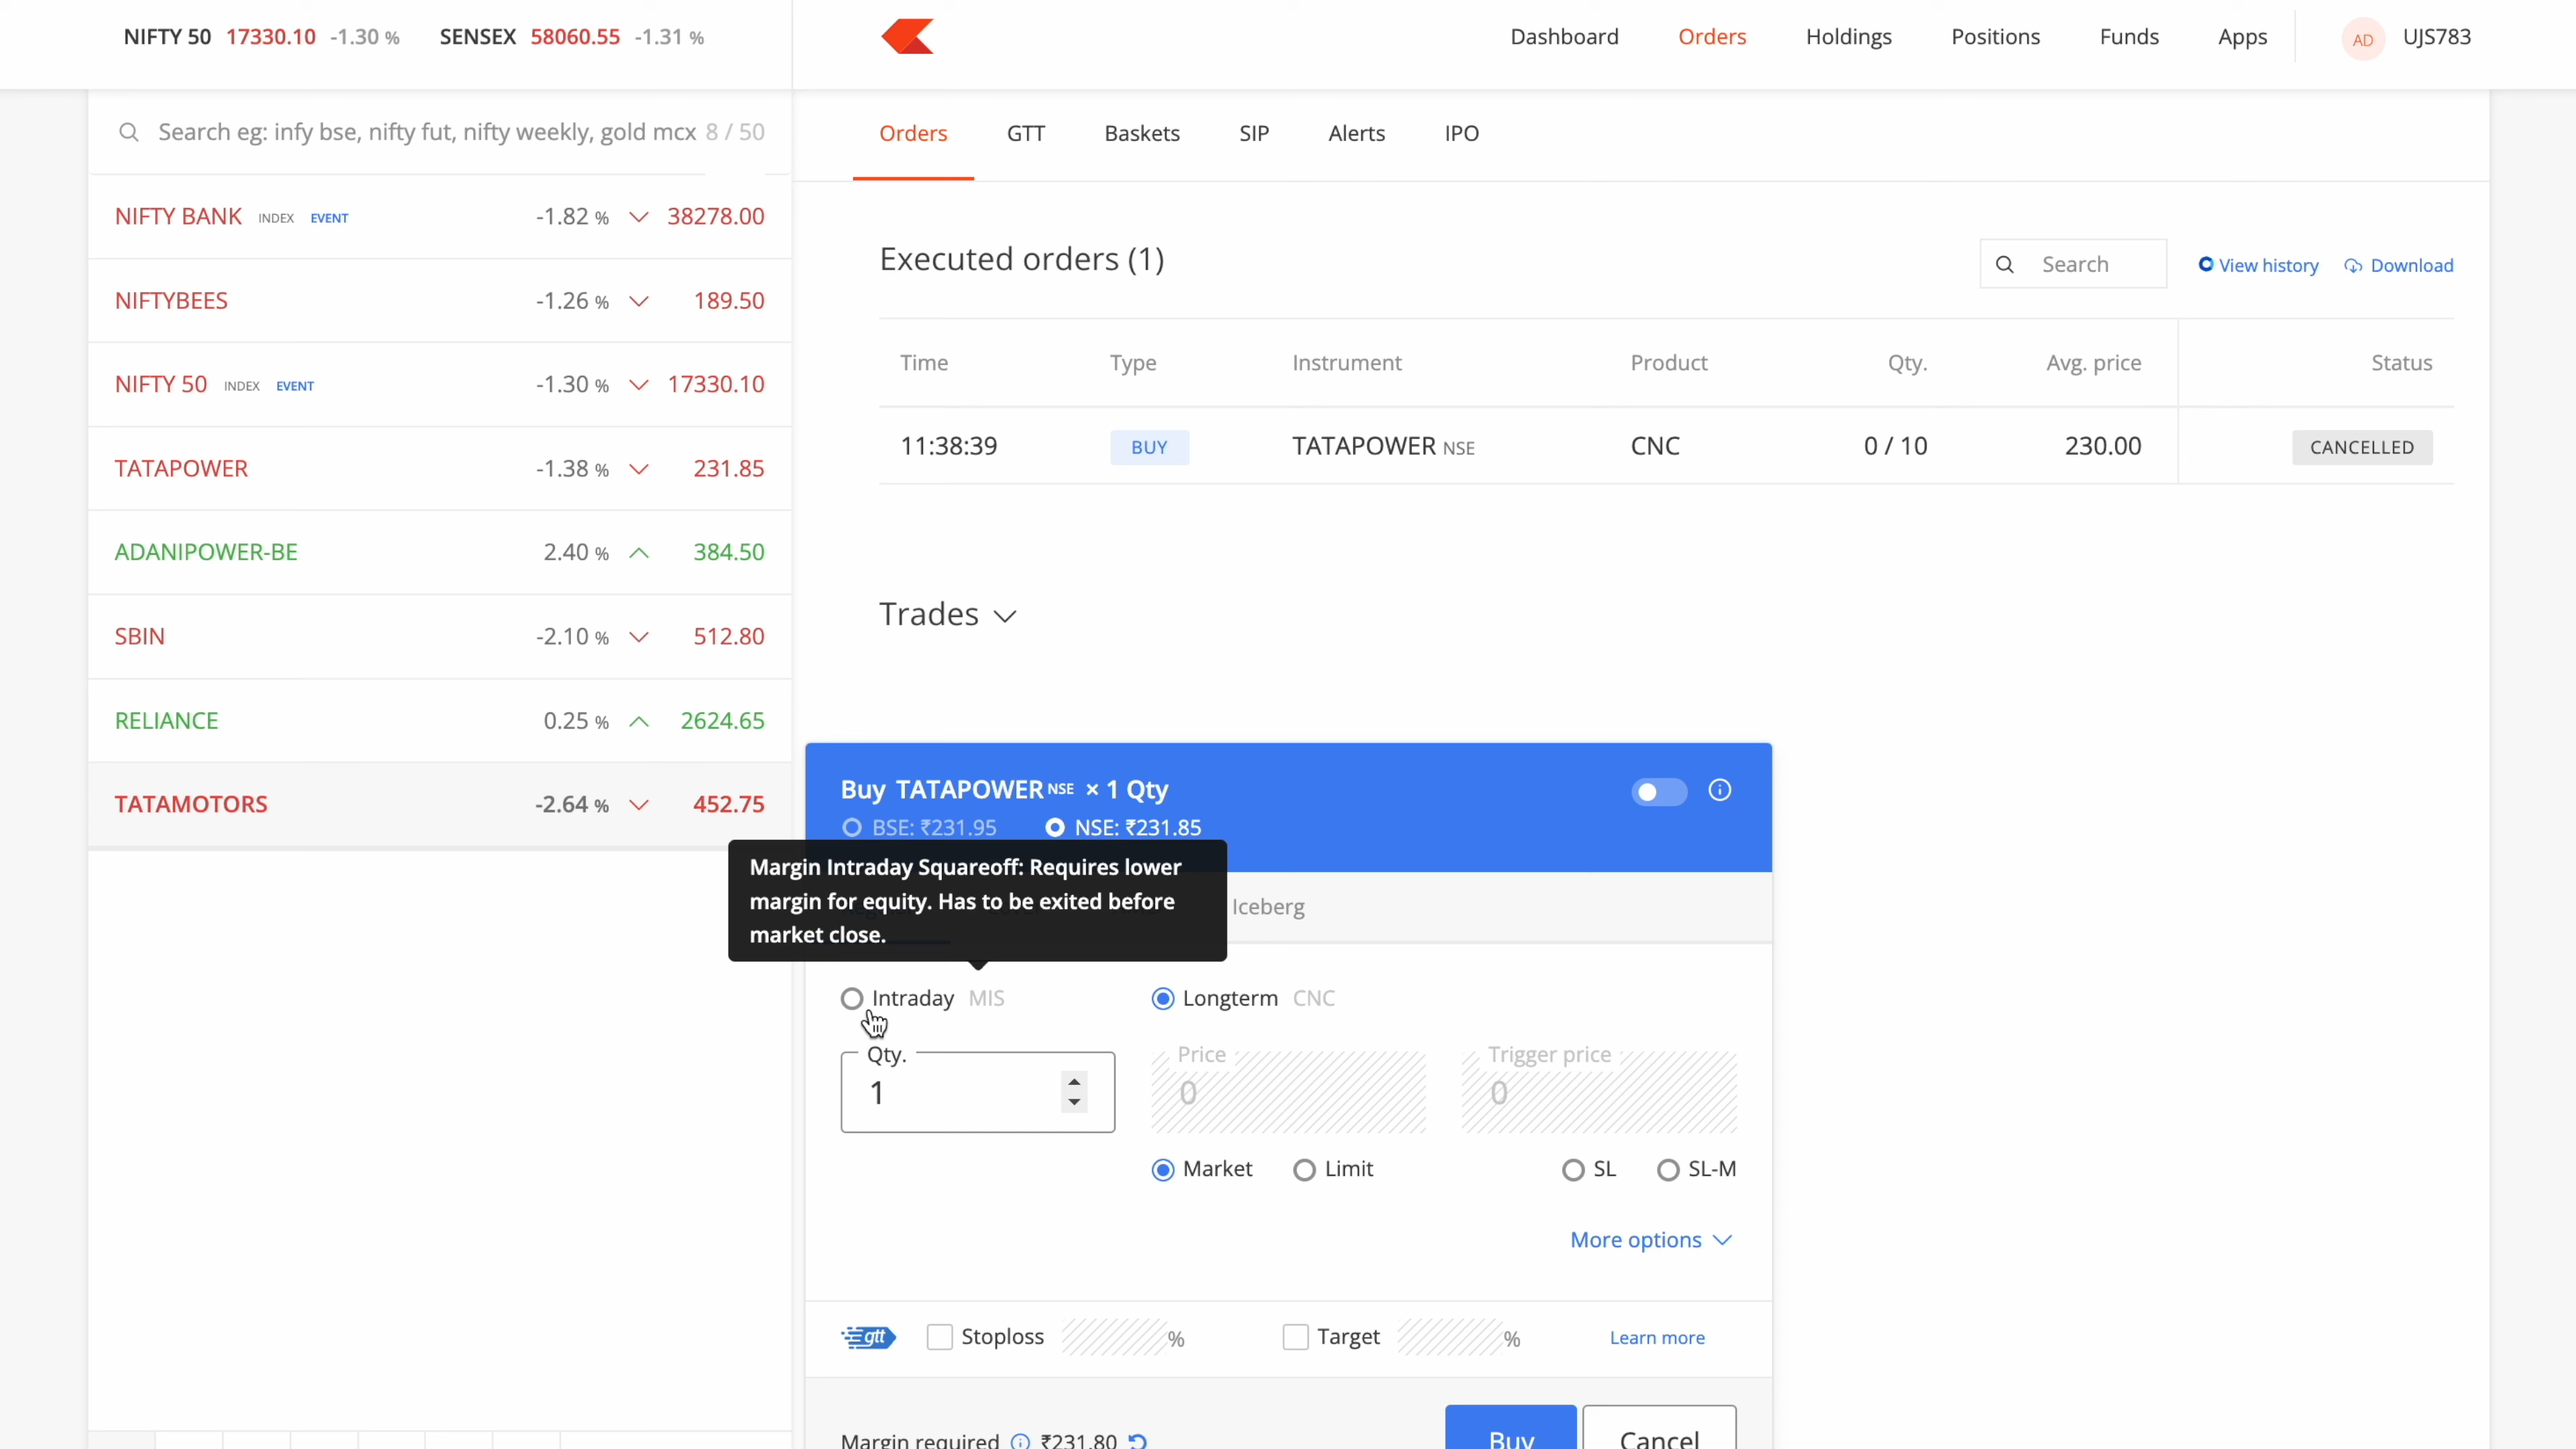 NIFTY 50 17330.10 -1.30 % SENSEX 58060.55 -1.31 %
Dashboard Orders Holdings Positions Funds Apps AD UJS783
Search eg: infy bse, nifty fut, nifty weekly, gold mcx 8 / 50
NIFTY BANK INDEX EVENT -1.82 % 38278.00
NIFTYBEES -1.26 % 189.50
NIFTY 50 INDEX EVENT -1.30 % 17330.10
TATAPOWER -1.38 % 231.85
ADANIPOWER-BE 2.40 % 384.50
SBIN -2.10 % 512.80
RELIANCE 0.25 % 2624.65
TATAMOTORS -2.64 % 452.75
Orders GTT Baskets SIP Alerts IPO
Executed orders (1)
Search View history Download
Time Type Instrument Product Qty. Avg. price Status
11:38:39 BUY TATAPOWER NSE CNC 0 / 10 230.00 CANCELLED
Trades
Buy TATAPOWER NSE × 1 Qty
BSE: ₹231.95 NSE: ₹231.85
Margin Intraday Squareoff: Requires lower
margin for equity. Has to be exited before
market close.
Iceberg
Intraday MIS Longterm CNC
Qty. Price Trigger price
1 0 0
Market Limit SL SL-M
More options
gtt Stoploss % Target % Learn more
Margin required ₹231.80 Buy Cancel